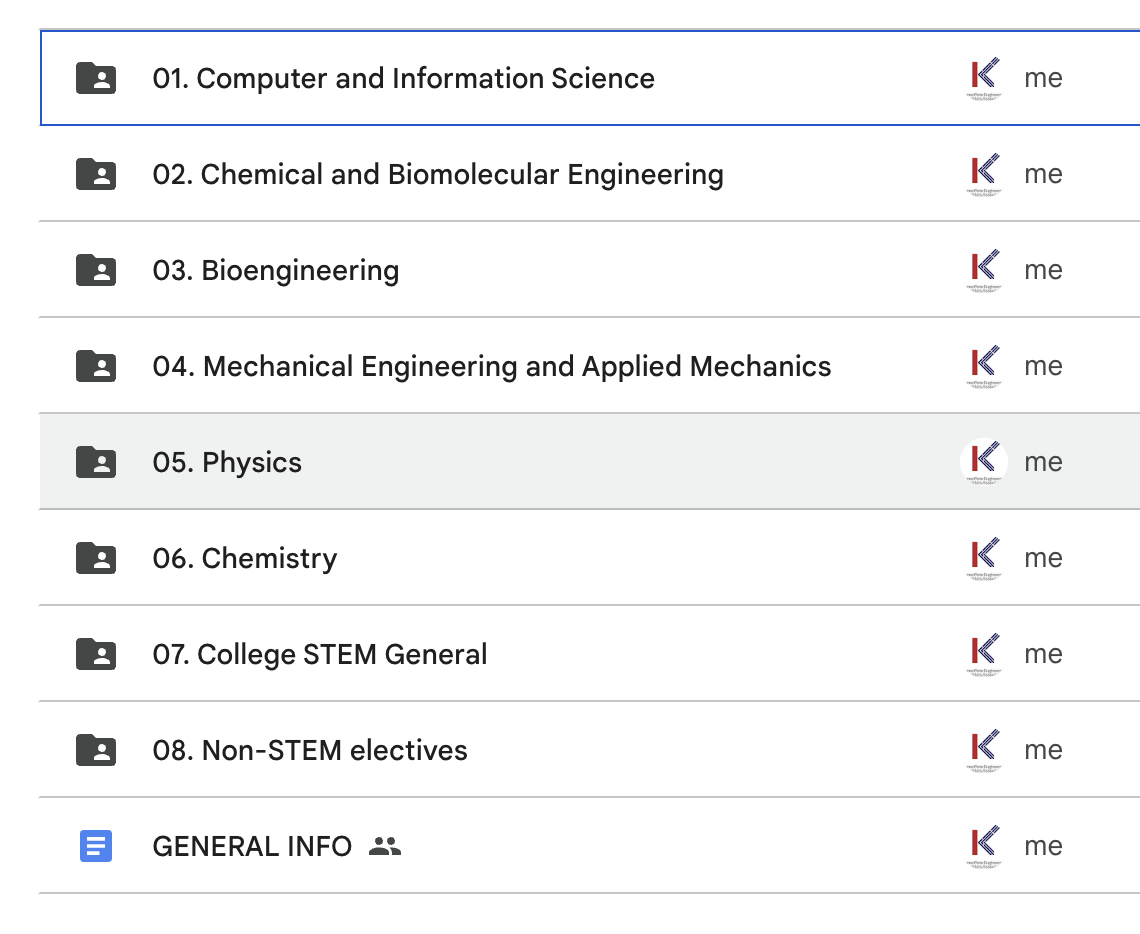 01. Computer and Information Science me
02. Chemical and Biomolecular Engineering me
03. Bioengineering me
04. Mechanical Engineering and Applied Mechanics me
05. Physics me
06. Chemistry me
07. College STEM General me
08. Non-STEM electives me
GENERAL INFO me